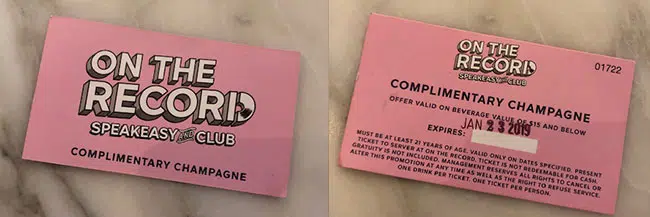 ON THE
RECORD
SPEAKEASY AND CLUB
COMPLIMENTARY CHAMPAGNE
ON THE
RECORD
SPEAKEASY AND CLUB
01722
COMPLIMENTARY CHAMPAGNE
OFFER VALID ON BEVERAGE VALUE OF $15 AND BELOW
JAN 23 2019
EXPIRES:
MUST BE AT LEAST 21 YEARS OF AGE. VALID ONLY ON DATES SPECIFIED. PRESENT
TICKET TO SERVER AT ON THE RECORD. TICKET IS NOT REDEEMABLE FOR CASH.
GRATUITY IS NOT INCLUDED. MANAGEMENT RESERVES ALL RIGHTS TO CANCEL OR
ALTER THIS PROMOTION AT ANY TIME AS WELL AS THE RIGHT TO REFUSE SERVICE.
ONE DRINK PER TICKET. ONE TICKET PER PERSON.